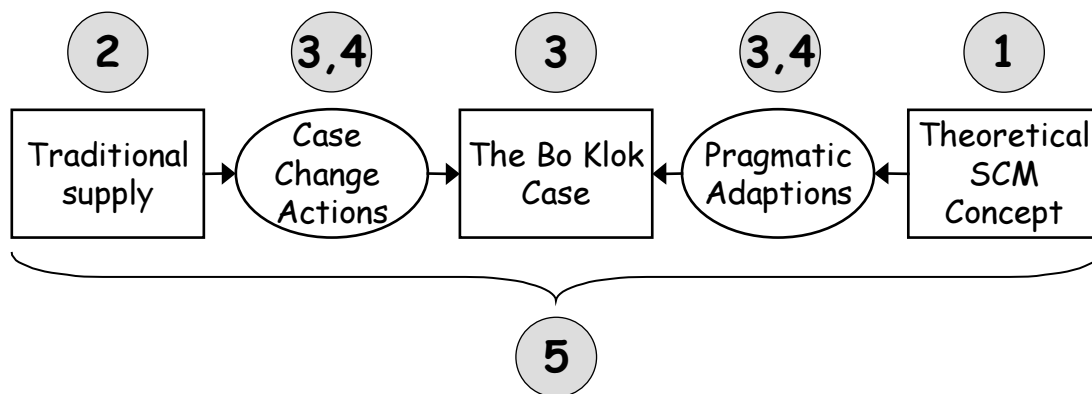 2
3,4
3
3,4
1
Traditional
supply
Case
Change
Actions
The Bo Klok
Case
Pragmatic
Adaptions
Theoretical
SCM
Concept
5